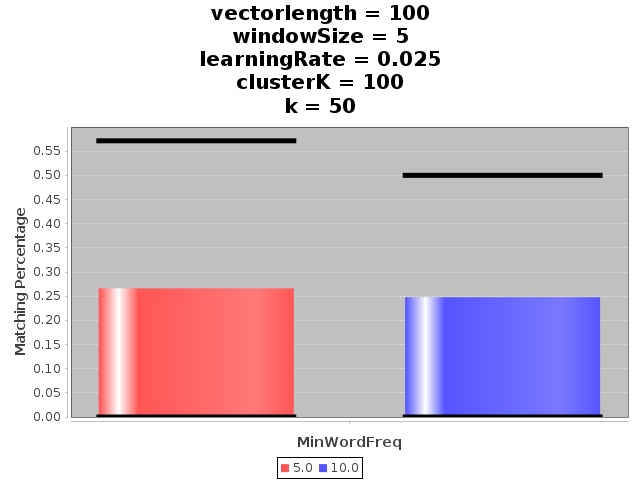 vectorlength = 100
windowSize = 5
learningRate = 0.025
clusterK = 100
k = 50
Matching Percentage
0.55
0.50
0.45
0.40
0.35
0.30
0.25
0.20
0.15
0.10
0.05
0.00
MinWordFreq
5.0 10.0